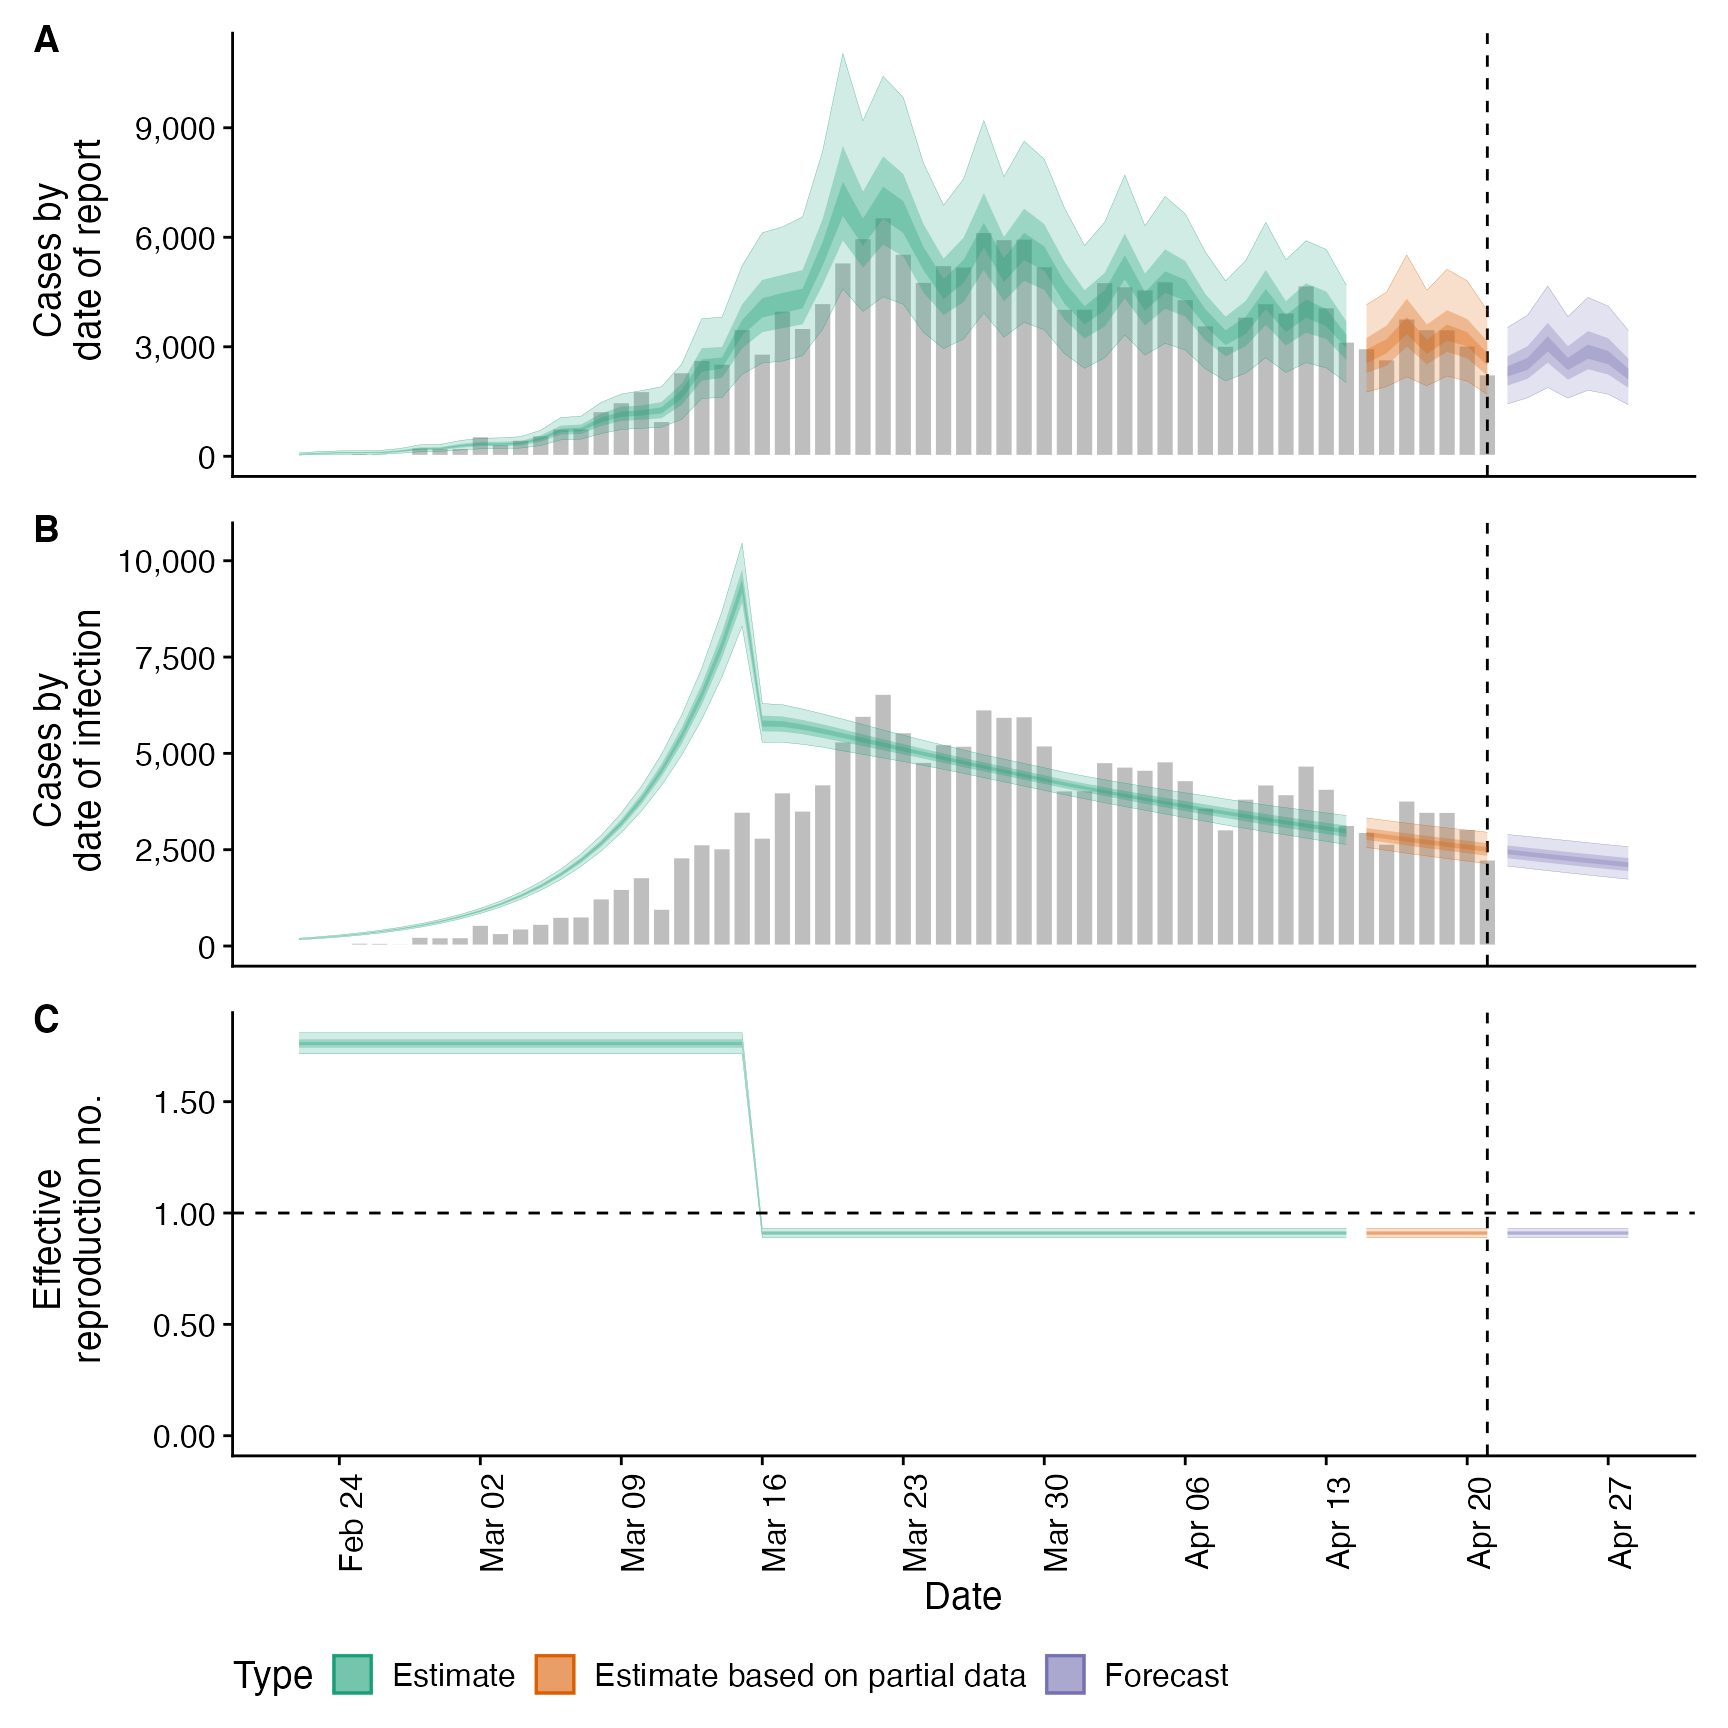 A
Cases by
date of report
9,000
6,000
3,000
0
B
Cases by
date of infection
10,000
7,500
5,000
2,500
0
C
Effective
reproduction no.
1.50
1.00
0.50
0.00
Feb 24
Mar 02
Mar 09
Mar 16
Mar 23
Mar 30
Apr 06
Apr 13
Apr 20
Apr 27
Date
Type Estimate Estimate based on partial data Forecast